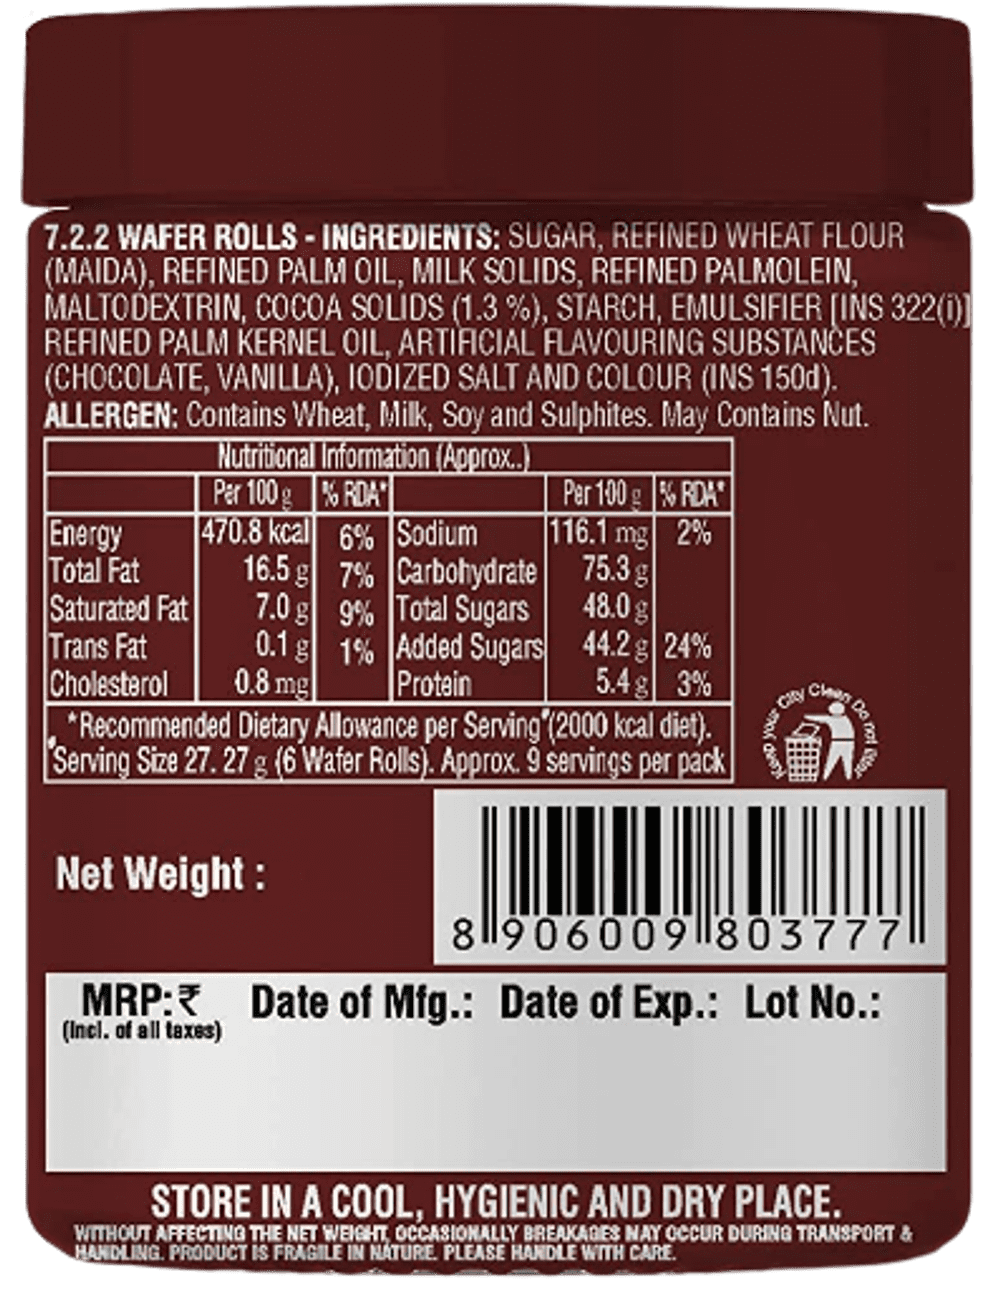 7.2.2 WAFER ROLLS - INGREDIENTS: SUGAR, REFINED WHEAT FLOUR
(MAIDA), REFINED PALM OIL, MILK SOLIDS, REFINED PALMOLEIN,
MALTODEXTRIN, COCOA SOLIDS (1.3 %), STARCH, EMULSIFIER [INS 322(i)]
REFINED PALM KERNEL OIL, ARTIFICIAL FLAVOURING SUBSTANCES
(CHOCOLATE, VANILLA), IODIZED SALT AND COLOUR (INS 150d).
ALLERGEN: Contains Wheat, Milk, Soy and Sulphites. May Contains Nut.
Nutritional Information (Approx..)
Per 100 g % RDA* Per 100 g % RDA*
Energy 470.8 kcal 6% Sodium 116.1 mg 2%
Total Fat 16.5 g 7% Carbohydrate 75.3 g
Saturated Fat 7.0 g 9% Total Sugars 48.0 g
Trans Fat 0.1 g 1% Added Sugars 44.2 g 24%
Cholesterol 0.8 mg Protein 5.4 g 3%
*Recommended Dietary Allowance per Serving#(2000 kcal diet).
#Serving Size 27. 27 g (6 Wafer Rolls). Approx. 9 servings per pack
Keep your City Clean Do not litter
Net Weight :
8 906009 803777
MRP:₹ Date of Mfg.: Date of Exp.: Lot No.:
(Incl. of all taxes)
STORE IN A COOL, HYGIENIC AND DRY PLACE.
WITHOUT AFFECTING THE NET WEIGHT, OCCASIONALLY BREAKAGES MAY OCCUR DURING TRANSPORT &
HANDLING. PRODUCT IS FRAGILE IN NATURE. PLEASE HANDLE WITH CARE.